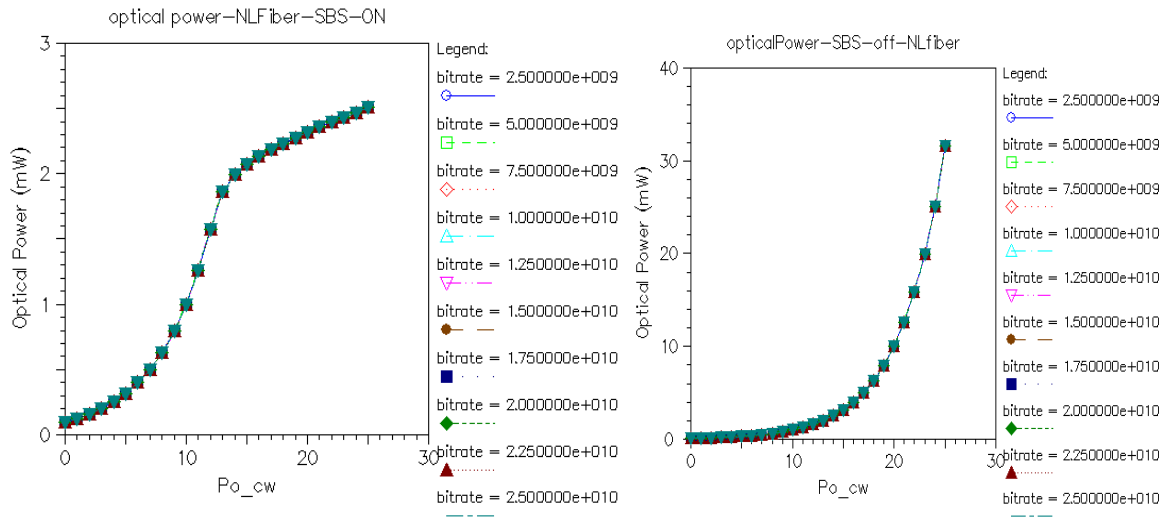 optical power-NLFiber-SBS-ON
3
2
1
0
0
10
20
30
Optical Power (mW)
Po_cw
Legend:
bitrate = 2.500000e+009
bitrate = 5.000000e+009
bitrate = 7.500000e+009
bitrate = 1.000000e+010
bitrate = 1.250000e+010
bitrate = 1.500000e+010
bitrate = 1.750000e+010
bitrate = 2.000000e+010
bitrate = 2.250000e+010
bitrate = 2.500000e+010
opticalPower-SBS-off-NLfiber
40
30
20
10
0
0
10
20
30
Optical Power (mW)
Po_cw
Legend:
bitrate = 2.500000e+009
bitrate = 5.000000e+009
bitrate = 7.500000e+009
bitrate = 1.000000e+010
bitrate = 1.250000e+010
bitrate = 1.500000e+010
bitrate = 1.750000e+010
bitrate = 2.000000e+010
bitrate = 2.250000e+010
bitrate = 2.500000e+010